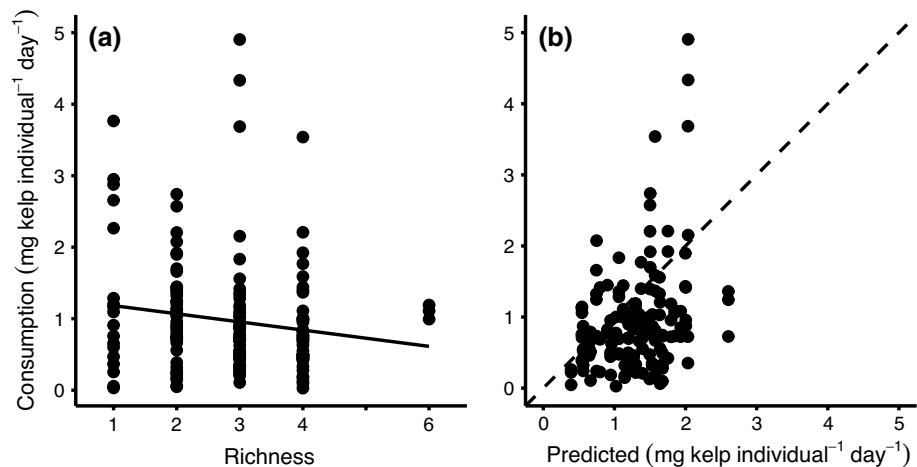 (a)
Consumption (mg kelp individual⁻¹ day⁻¹)
5
4
3
2
1
0
1 2 3 4 6
Richness
(b)
5
4
3
2
1
0
0 1 2 3 4 5
Predicted (mg kelp individual⁻¹ day⁻¹)